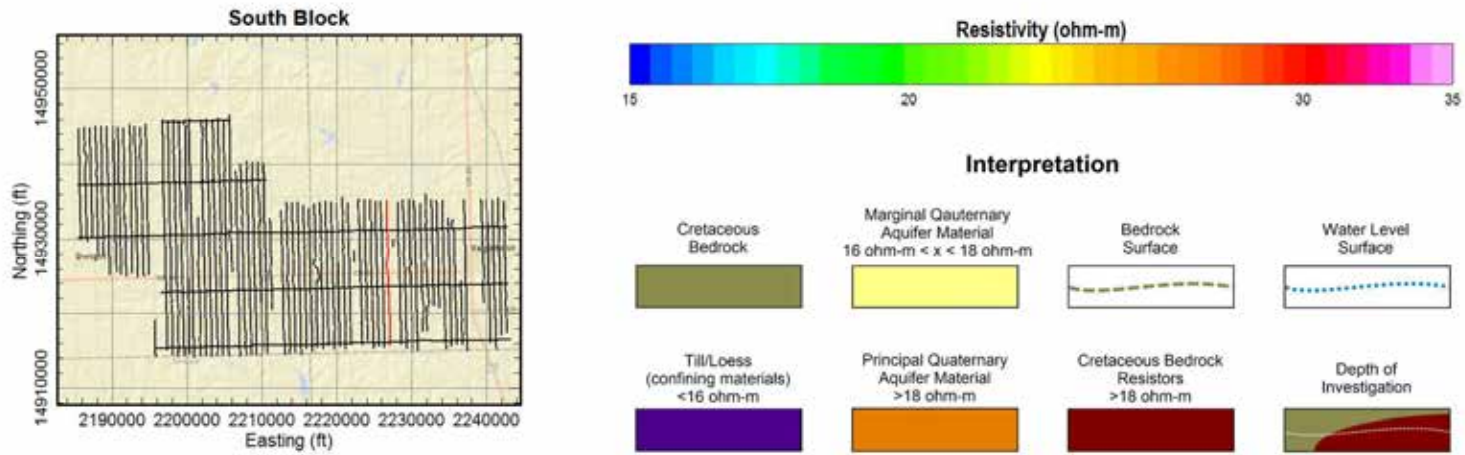 South Block
14950000
14930000
14910000
Northing (ft)
2190000 2200000 2210000 2220000 2230000 2240000
Easting (ft)
Resistivity (ohm-m)
15 20 30 35
Interpretation
Cretaceous
Bedrock
Marginal Qauternary
Aquifer Material
16 ohm-m < x < 18 ohm-m
Bedrock
Surface
Water Level
Surface
Till/Loess
(confining materials)
<16 ohm-m
Principal Quaternary
Aquifer Material
>18 ohm-m
Cretaceous Bedrock
Resistors
>18 ohm-m
Depth of
Investigation